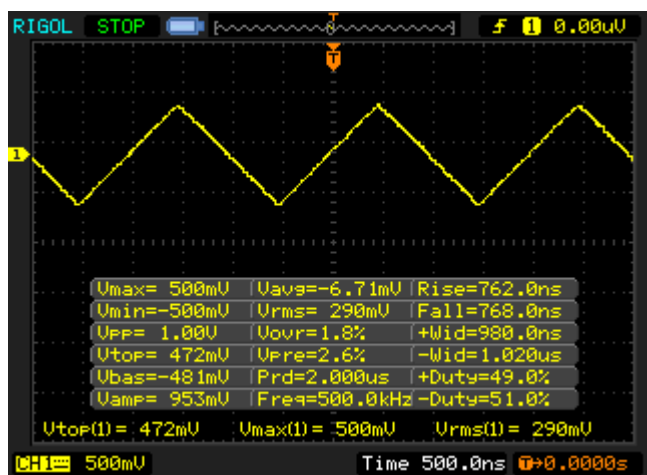 RIGOL STOP T 1 0.00uV
T
1
Vmax= 500mV Vavg=-6.71mV Rise=762.0ns
Vmin=-500mV Vrms= 290mV Fall=768.0ns
Vpp= 1.00V Vovr=1.8% +Wid=980.0ns
Vtop= 472mV Vpre=2.6% -Wid=1.020us
Vbas=-481mV Prd=2.000us +Duty=49.0%
Vamp= 953mV Freq=500.0kHz -Duty=51.0%
Vtop(1)= 472mV Vmax(1)= 500mV Vrms(1)= 290mV
CH1 500mV Time 500.0ns T→0.0000s